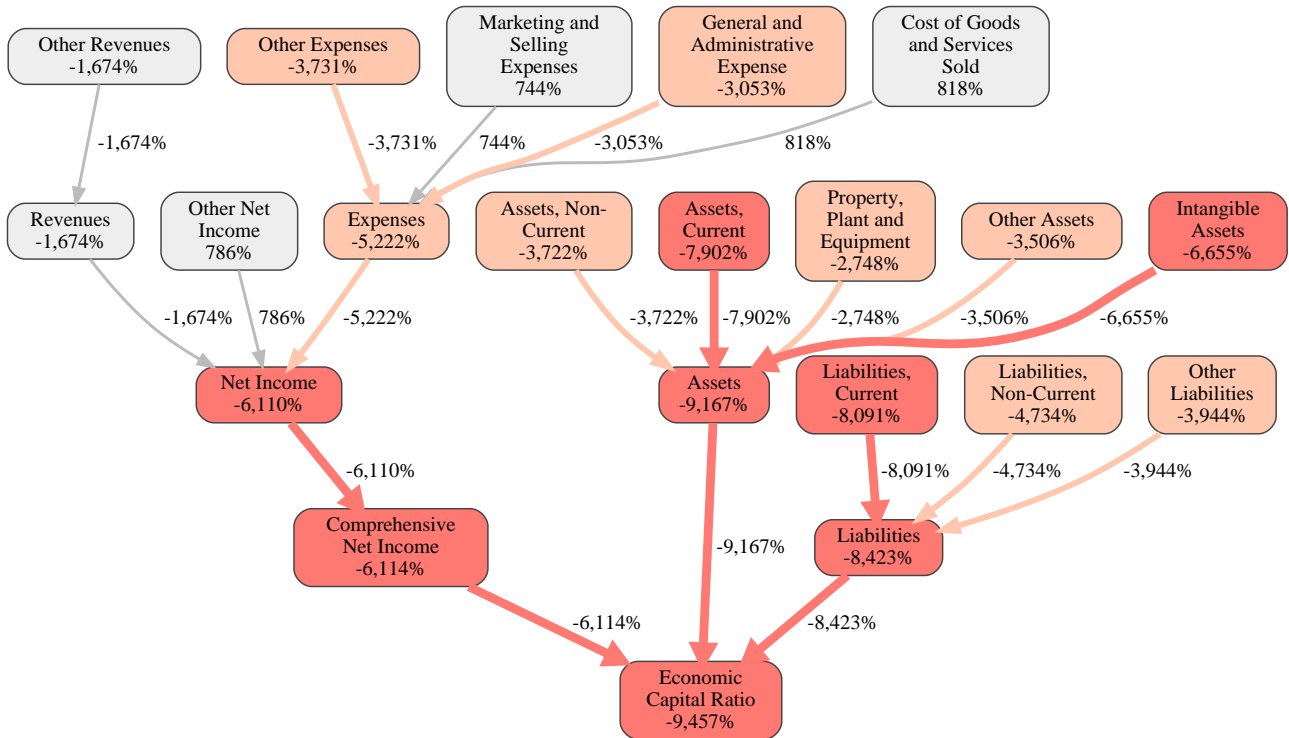 Other Revenues
-1,674%
Other Expenses
-3,731%
Marketing and
Selling
Expenses
744%
General and
Administrative
Expense
-3,053%
Cost of Goods
and Services
Sold
818%
-1,674%
-3,731%
744%
-3,053%
818%
Revenues
-1,674%
Other Net
Income
786%
Expenses
-5,222%
Assets, Non-
Current
-3,722%
Assets,
Current
-7,902%
Property,
Plant and
Equipment
-2,748%
Other Assets
-3,506%
Intangible
Assets
-6,655%
-1,674%
786%
-5,222%
-3,722%
-7,902%
-2,748%
-3,506%
-6,655%
Net Income
-6,110%
Assets
-9,167%
Liabilities,
Current
-8,091%
Liabilities,
Non-Current
-4,734%
Other
Liabilities
-3,944%
-6,110%
-8,091%
-4,734%
-3,944%
Comprehensive
Net Income
-6,114%
-9,167%
Liabilities
-8,423%
-6,114%
-8,423%
Economic
Capital Ratio
-9,457%